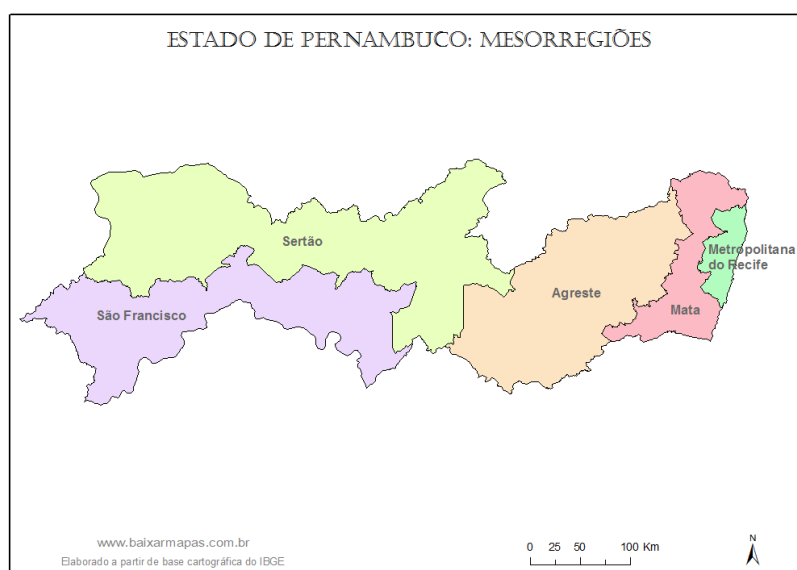 ESTADO DE PERNAMBUCO: MESORREGIÕES
Sertão
Metropolitana
do Recife
Agreste
São Francisco
Mata
www.baixarmapas.com.br
Elaborado a partir de base cartográfica do IBGE
0 25 50 100 Km
N